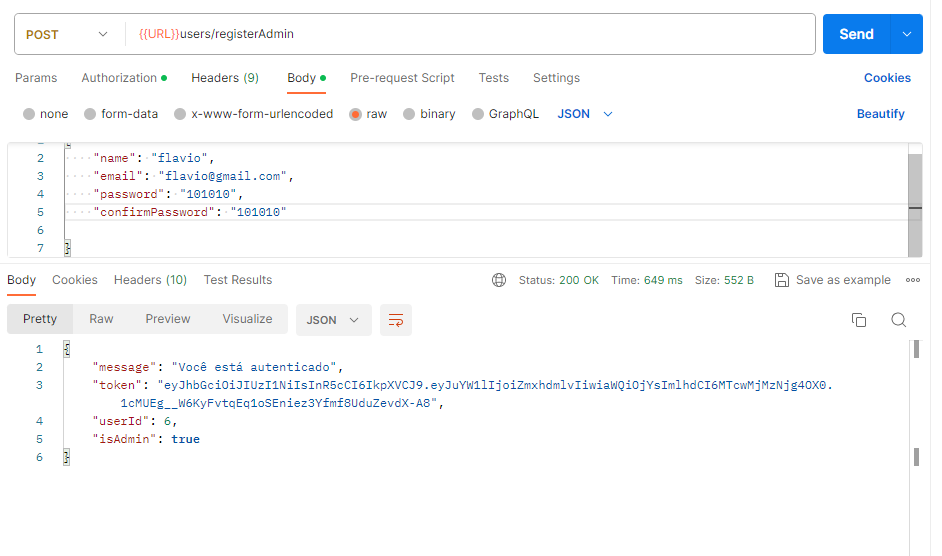 POST {{URL}}users/registerAdmin Send
Params Authorization Headers (9) Body Pre-request Script Tests Settings Cookies
none form-data x-www-form-urlencoded raw binary GraphQL JSON Beautify
2 "name": "flavio",
3 "email": "flavio@gmail.com",
4 "password": "101010",
5 "confirmPassword": "101010"
6
7 }
Body Cookies Headers (10) Test Results Status: 200 OK Time: 649 ms Size: 552 B Save as example
Pretty Raw Preview Visualize JSON
1 {
2 "message": "Você está autenticado",
3 "token": "eyJhbGciOiJIUzI1NiIsInR5cCI6IkpXVCJ9.eyJuYW1lIjoiZmxhdmlvIiwiaWQiOjYsImlhdCI6MTcwMjMzNjg4OX0.
1cMUEg__W6KyFvtqEq1oSEniez3Yfmf8UduZevdX-A8",
4 "userId": 6,
5 "isAdmin": true
6 }